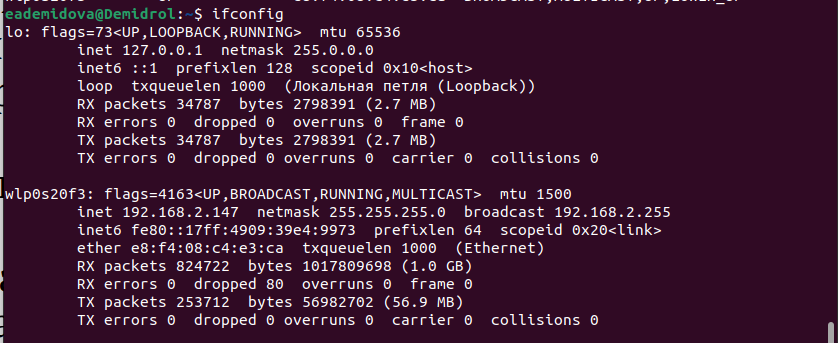 eademidova@Demidrol:~$ ifconfig
lo: flags=73<UP,LOOPBACK,RUNNING>  mtu 65536
        inet 127.0.0.1  netmask 255.0.0.0
        inet6 ::1  prefixlen 128  scopeid 0x10<host>
        loop  txqueuelen 1000  (Локальная петля (Loopback))
        RX packets 34787  bytes 2798391 (2.7 MB)
        RX errors 0  dropped 0  overruns 0  frame 0
        TX packets 34787  bytes 2798391 (2.7 MB)
        TX errors 0  dropped 0 overruns 0  carrier 0  collisions 0

wlp0s20f3: flags=4163<UP,BROADCAST,RUNNING,MULTICAST>  mtu 1500
        inet 192.168.2.147  netmask 255.255.255.0  broadcast 192.168.2.255
        inet6 fe80::17ff:4909:39e4:9973  prefixlen 64  scopeid 0x20<link>
        ether e8:f4:08:c4:e3:ca  txqueuelen 1000  (Ethernet)
        RX packets 824722  bytes 1017809698 (1.0 GB)
        RX errors 0  dropped 80  overruns 0  frame 0
        TX packets 253712  bytes 56982702 (56.9 MB)
        TX errors 0  dropped 0 overruns 0  carrier 0  collisions 0